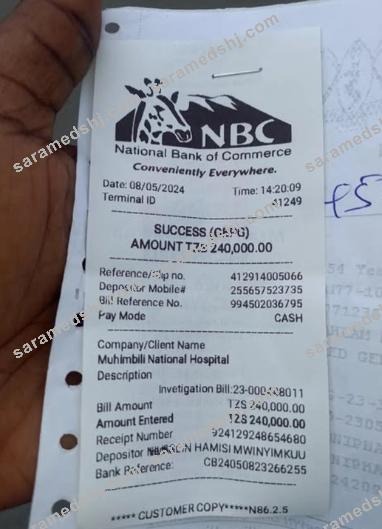 NBC
National Bank of Commerce
Conveniently Everywhere.
Date: 08/05/2024 Time: 14:20:09
Terminal ID 41249
SUCCESS (GEPG)
AMOUNT TZS 240,000.00
Reference/Slip no. 412914005066
Depositor Mobile# 255657523735
Bill Reference No. 994502036795
Pay Mode CASH
Company/Client Name
Muhimbili National Hospital
Description
Invetigation Bill:23-000438011
Bill Amount TZS 240,000.00
Amount Entered TZS 240,000.00
Receipt Number 924129248654680
Depositor HAMISI MWINYIMKUU
Bank Reference: CB24050823266255
***** CUSTOMER COPY*****N86.2.5
saramedshj.com